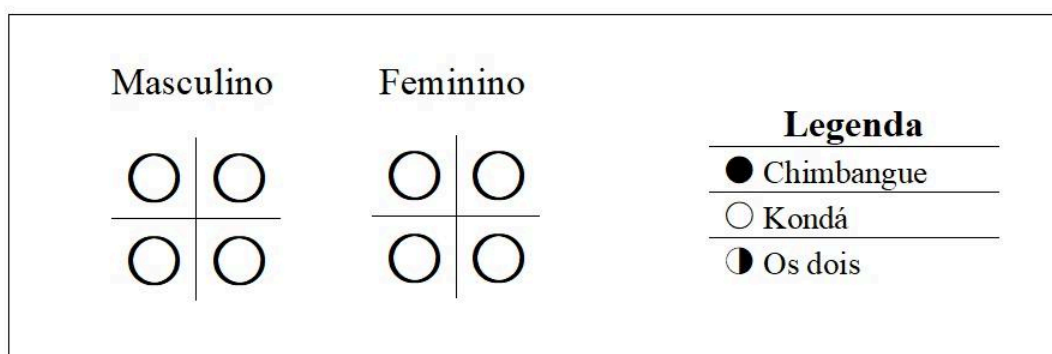 Masculino
Feminino
Legenda
Chimbangue
Kondá
Os dois